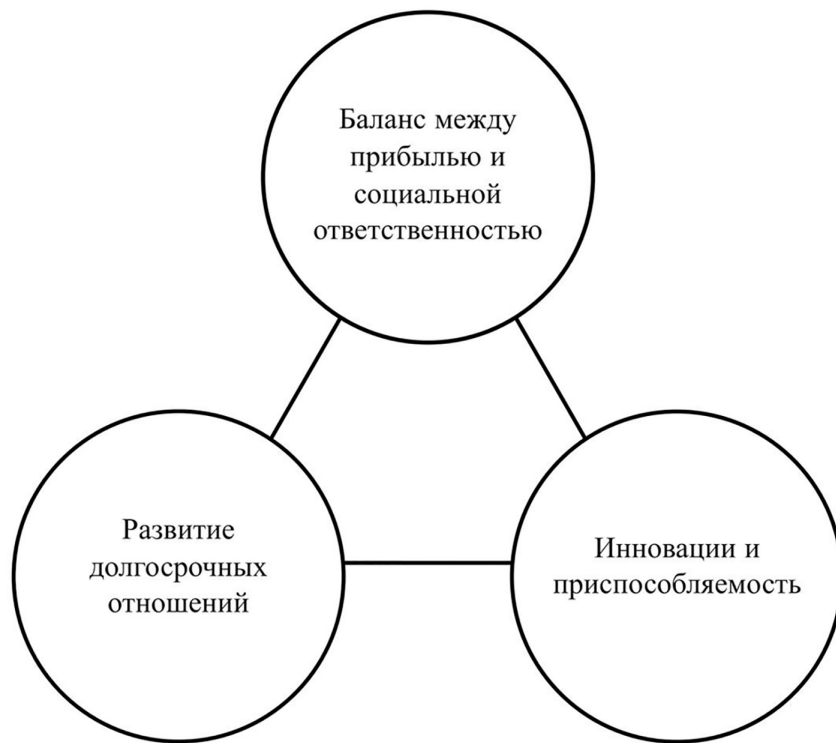 Баланс между
прибылью и
социальной
ответственностью
Развитие
долгосрочных
отношений
Инновации и
приспособляемость